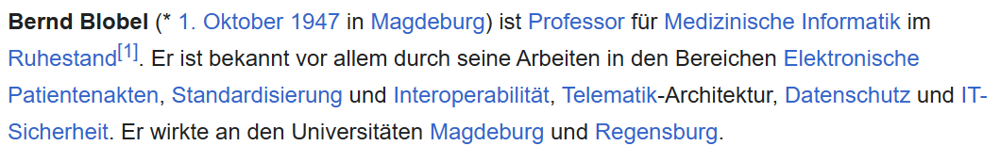 Bernd Blobel (* 1. Oktober 1947 in Magdeburg) ist Professor für Medizinische Informatik im
Ruhestand[1]. Er ist bekannt vor allem durch seine Arbeiten in den Bereichen Elektronische
Patientenakten, Standardisierung und Interoperabilität, Telematik-Architektur, Datenschutz und IT-
Sicherheit. Er wirkte an den Universitäten Magdeburg und Regensburg.